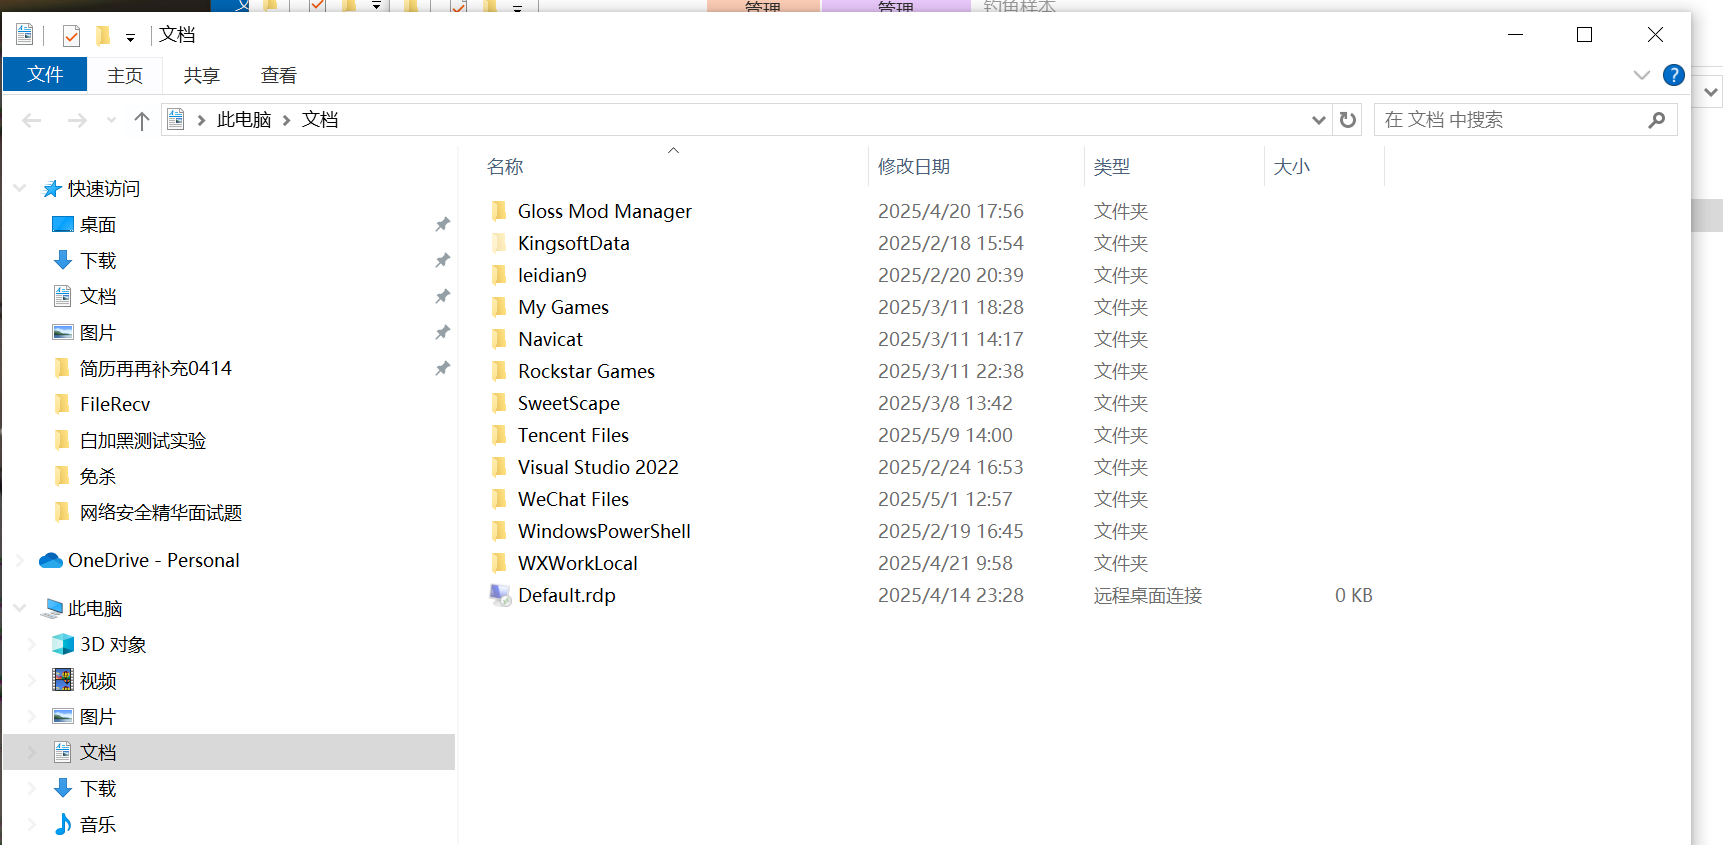 管理 管理 钓鱼样本
文档
文件 主页 共享 查看
此电脑 文档 在 文档 中搜索
名称 修改日期 类型 大小
快速访问
桌面
下载
文档
图片
简历再再补充0414
FileRecv
白加黑测试实验
免杀
网络安全精华面试题
OneDrive - Personal
此电脑
3D 对象
视频
图片
文档
下载
音乐
Gloss Mod Manager 2025/4/20 17:56 文件夹
KingsoftData 2025/2/18 15:54 文件夹
leidian9 2025/2/20 20:39 文件夹
My Games 2025/3/11 18:28 文件夹
Navicat 2025/3/11 14:17 文件夹
Rockstar Games 2025/3/11 22:38 文件夹
SweetScape 2025/3/8 13:42 文件夹
Tencent Files 2025/5/9 14:00 文件夹
Visual Studio 2022 2025/2/24 16:53 文件夹
WeChat Files 2025/5/1 12:57 文件夹
WindowsPowerShell 2025/2/19 16:45 文件夹
WXWorkLocal 2025/4/21 9:58 文件夹
Default.rdp 2025/4/14 23:28 远程桌面连接 0 KB